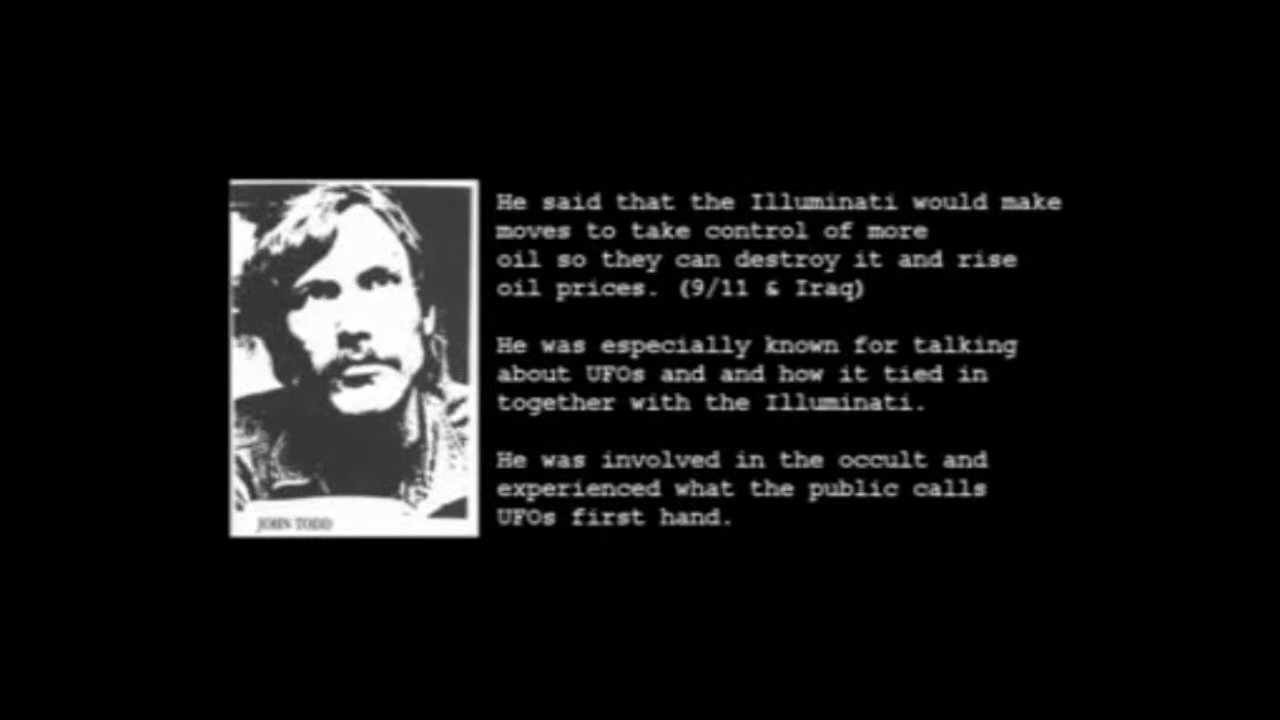 He said that the Illuminati would make
moves to take control of more
oil so they can destroy it and rise
oil prices. (9/11 & Iraq)
He was especially known for talking
about UFOs and and how it tied in
together with the Illuminati.
He was involved in the occult and
experienced what the public calls
UFOs first hand.
JOHN TODD